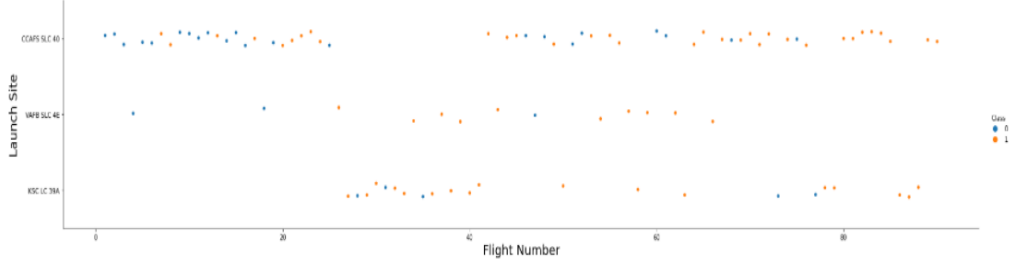 CCAFS SLC 40
VAFB SLC 4E
KSC LC 39A
Launch Site
0 20 40 60 80
Flight Number
Class
0
1